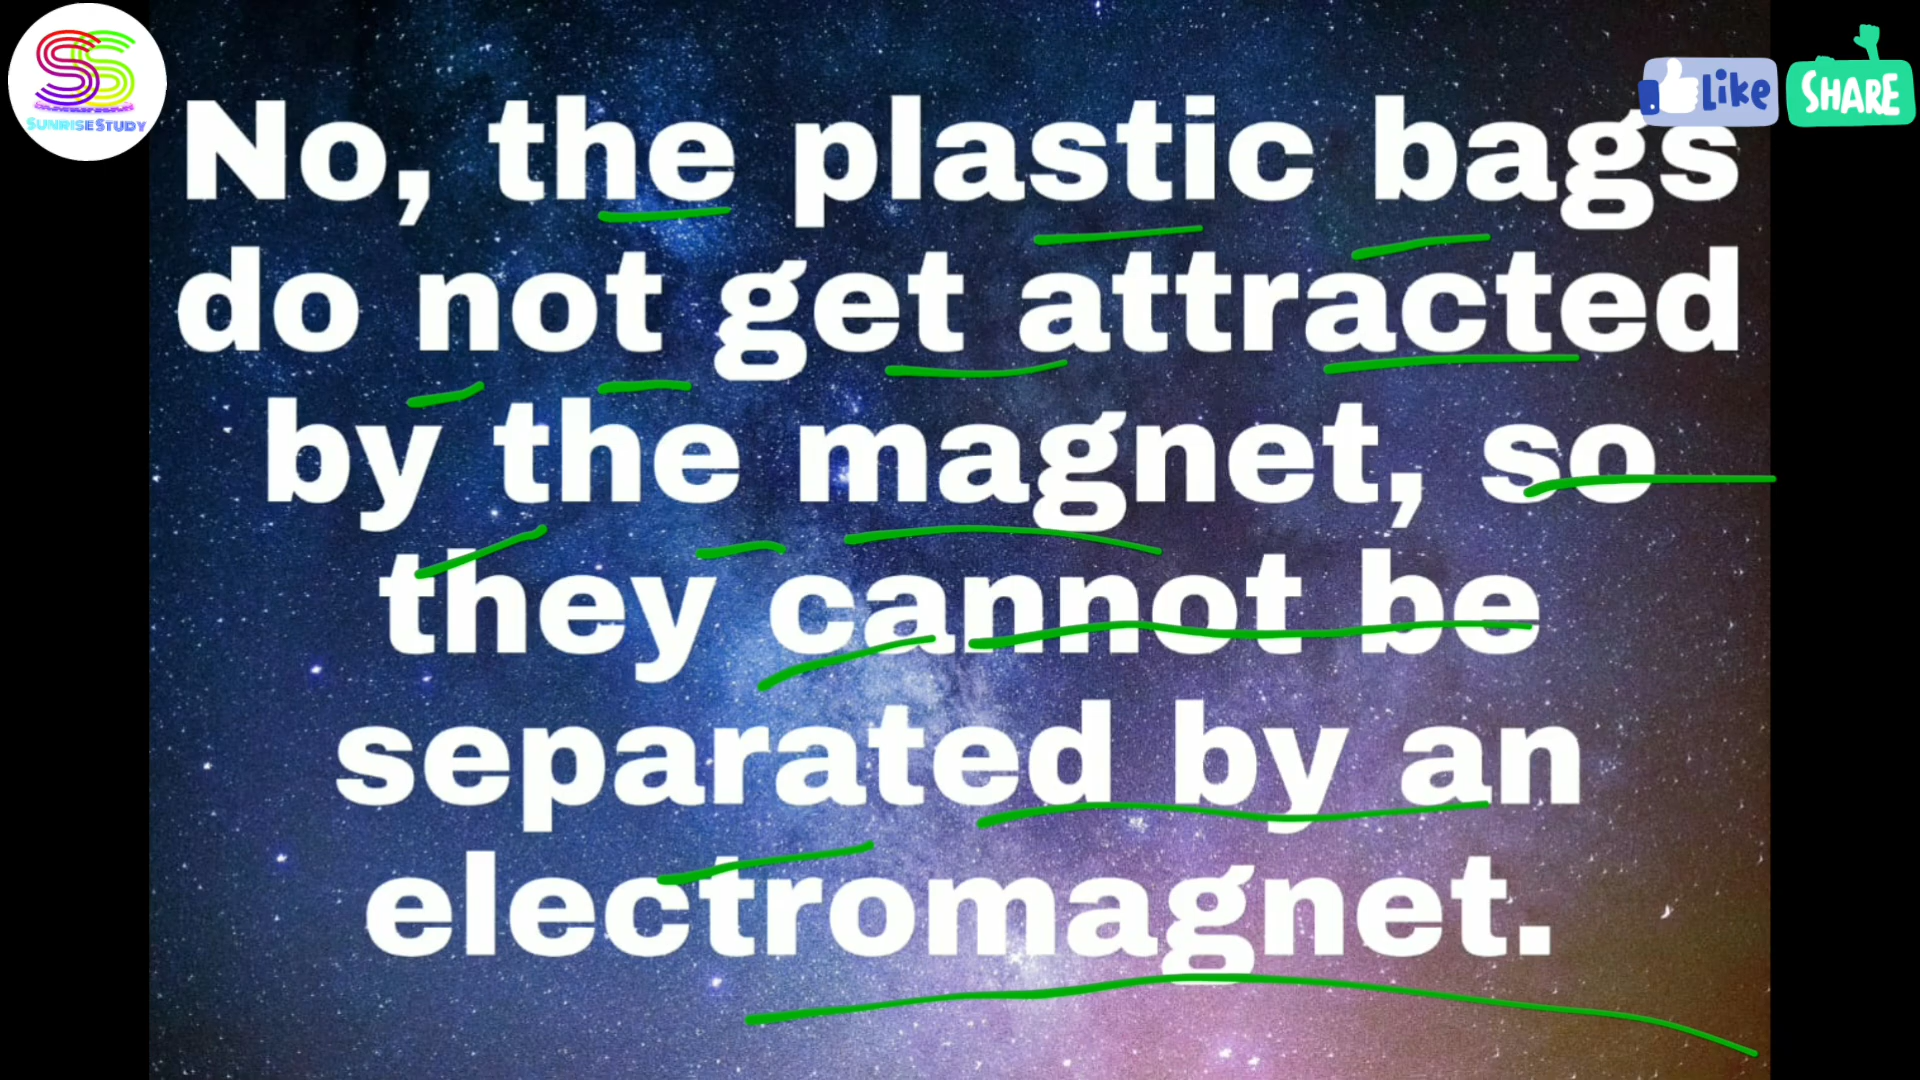 SS
SUNRISE STUDY
Like
SHARE
No, the plastic bags
do not get attracted
by the magnet, so
they cannot be
separated by an
electromagnet.